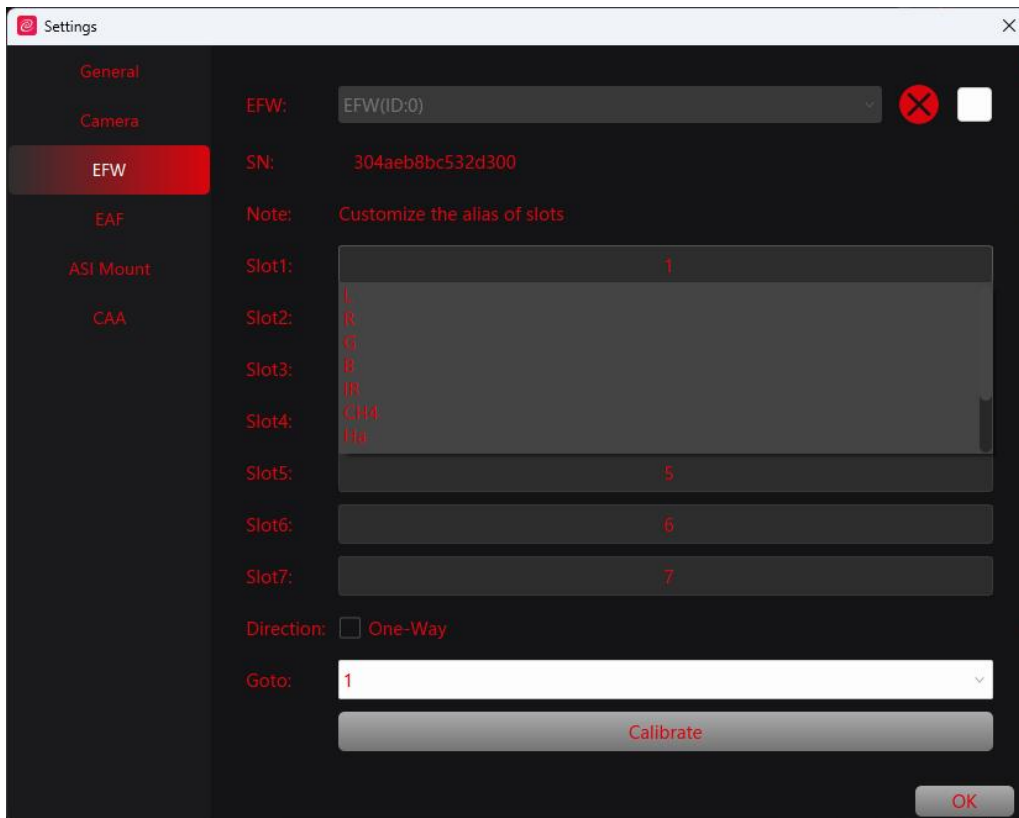 Settings
General
Camera
EFW
EAF
ASI Mount
CAA
EFW: EFW(ID:0)
SN: 304aeb8bc532d300
Note: Customize the alias of slots
Slot1: 1
L
Slot2: R
G
Slot3: B
IR
Slot4: CH4
Ha
Slot5: 5
Slot6: 6
Slot7: 7
Direction: One-Way
Goto: 1
Calibrate
OK